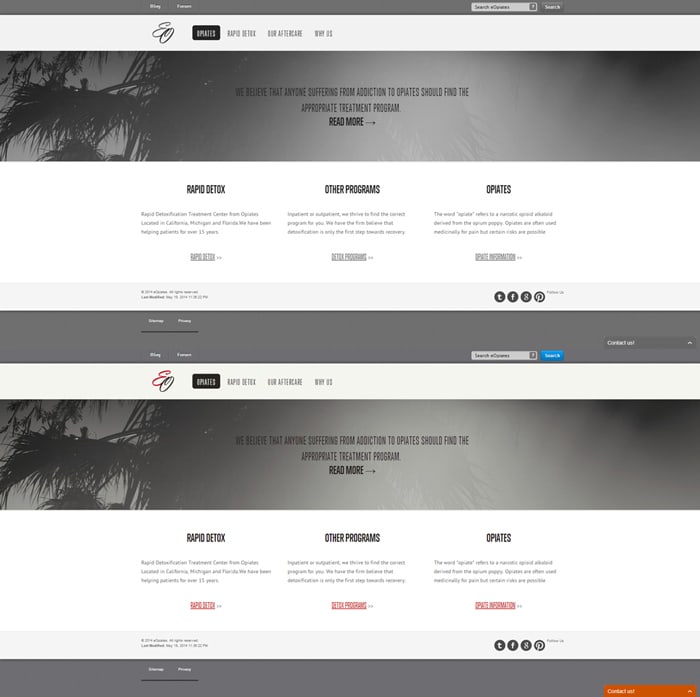 Blog Forum Search eOpiates ? Search
EO OPIATES RAPID DETOX OUR AFTERCARE WHY US
WE BELIEVE THAT ANYONE SUFFERING FROM ADDICTION TO OPIATES SHOULD FIND THE
APPROPRIATE TREATMENT PROGRAM.
READ MORE →
RAPID DETOX
Rapid Detoxification Treatment Center from Opiates
Located in California, Michigan and Florida.We have been
helping patients for over 15 years.
RAPID DETOX >>
OTHER PROGRAMS
Inpatient or outpatient, we thrive to find the correct
program for you. We have the firm believe that
detoxification is only the first step towards recovery.
DETOX PROGRAMS >>
OPIATES
The word "opiate" refers to a narcotic opioid alkaloid
derived from the opium poppy. Opiates are often used
medicinally for pain but certain risks are possible
OPIATE INFORMATION >>
© 2014 eOpiates. All rights reserved.
Last Modified: May 18, 2014 11:39:22 PM
t f g P Follow Us
Sitemap Privacy
Contact us!
Blog Forum Search eOpiates ? Search
EO OPIATES RAPID DETOX OUR AFTERCARE WHY US
WE BELIEVE THAT ANYONE SUFFERING FROM ADDICTION TO OPIATES SHOULD FIND THE
APPROPRIATE TREATMENT PROGRAM.
READ MORE →
RAPID DETOX
Rapid Detoxification Treatment Center from Opiates
Located in California, Michigan and Florida.We have been
helping patients for over 15 years.
RAPID DETOX >>
OTHER PROGRAMS
Inpatient or outpatient, we thrive to find the correct
program for you. We have the firm believe that
detoxification is only the first step towards recovery.
DETOX PROGRAMS >>
OPIATES
The word "opiate" refers to a narcotic opioid alkaloid
derived from the opium poppy. Opiates are often used
medicinally for pain but certain risks are possible
OPIATE INFORMATION >>
© 2014 eOpiates. All rights reserved.
Last Modified: May 18, 2014 11:39:22 PM
t f g P Follow Us
Sitemap Privacy
Contact us!